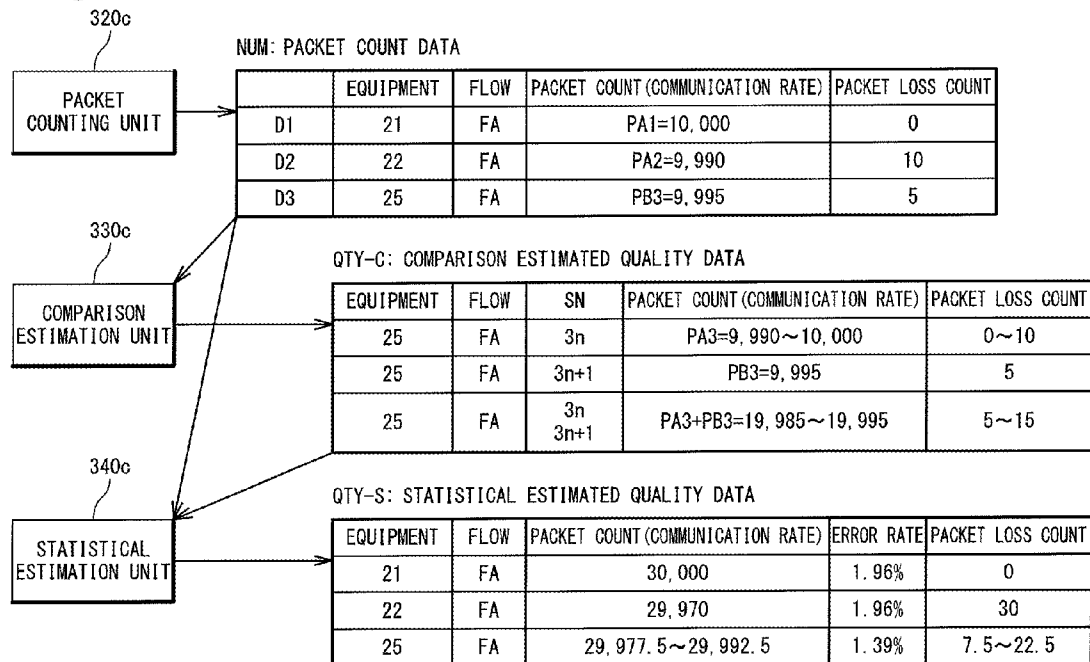 320c
PACKET
COUNTING UNIT
NUM: PACKET COUNT DATA
EQUIPMENT FLOW PACKET COUNT(COMMUNICATION RATE) PACKET LOSS COUNT
D1 21 FA PA1=10,000 0
D2 22 FA PA2=9,990 10
D3 25 FA PB3=9,995 5
330c
COMPARISON
ESTIMATION UNIT
QTY-C: COMPARISON ESTIMATED QUALITY DATA
EQUIPMENT FLOW SN PACKET COUNT(COMMUNICATION RATE) PACKET LOSS COUNT
25 FA 3n PA3=9,990~10,000 0~10
25 FA 3n+1 PB3=9,995 5
25 FA 3n
3n+1 PA3+PB3=19,985~19,995 5~15
340c
STATISTICAL
ESTIMATION UNIT
QTY-S: STATISTICAL ESTIMATED QUALITY DATA
EQUIPMENT FLOW PACKET COUNT(COMMUNICATION RATE) ERROR RATE PACKET LOSS COUNT
21 FA 30,000 1.96% 0
22 FA 29,970 1.96% 30
25 FA 29,977.5~29,992.5 1.39% 7.5~22.5